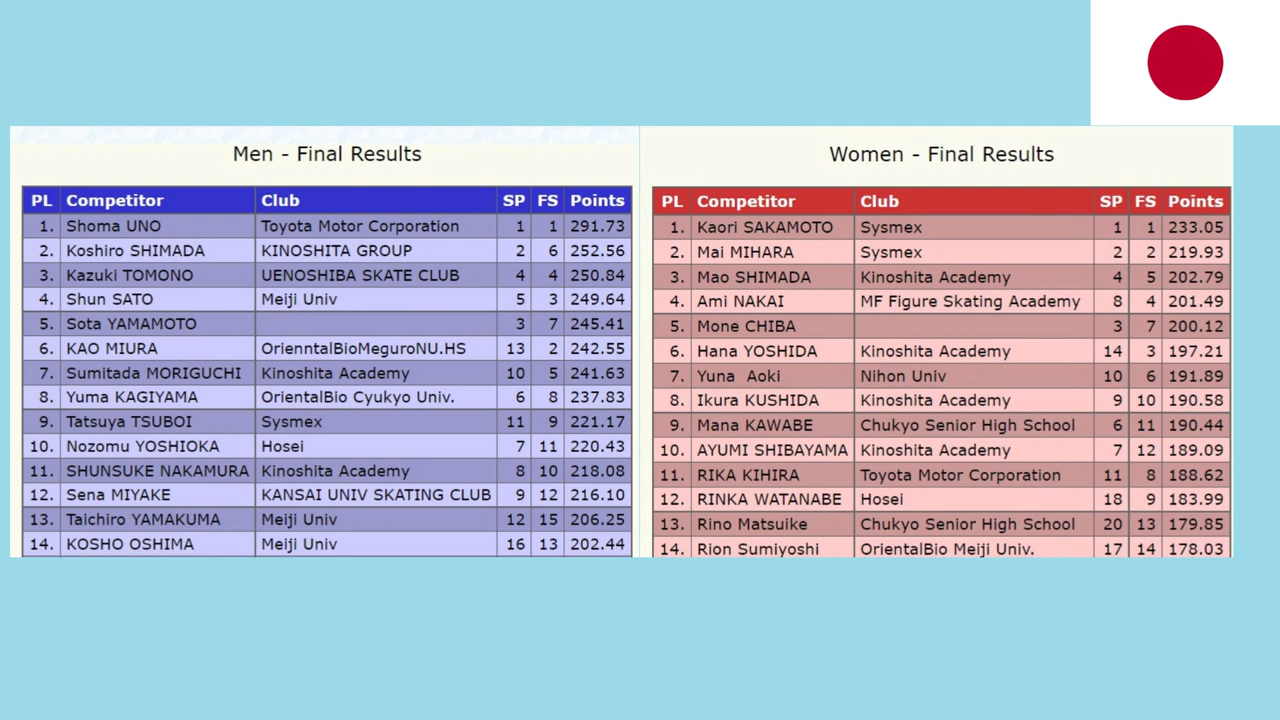 Men - Final Results
PL Competitor Club SP FS Points
1. Shoma UNO Toyota Motor Corporation 1 1 291.73
2. Koshiro SHIMADA KINOSHITA GROUP 2 6 252.56
3. Kazuki TOMONO UENOSHIBA SKATE CLUB 4 4 250.84
4. Shun SATO Meiji Univ 5 3 249.64
5. Sota YAMAMOTO 3 7 245.41
6. KAO MIURA OrienntalBioMeguroNU.HS 13 2 242.55
7. Sumitada MORIGUCHI Kinoshita Academy 10 5 241.63
8. Yuma KAGIYAMA OrientalBio Cyukyo Univ. 6 8 237.83
9. Tatsuya TSUBOI Sysmex 11 9 221.17
10. Nozomu YOSHIOKA Hosei 7 11 220.43
11. SHUNSUKE NAKAMURA Kinoshita Academy 8 10 218.08
12. Sena MIYAKE KANSAI UNIV SKATING CLUB 9 12 216.10
13. Taichiro YAMAKUMA Meiji Univ 12 15 206.25
14. KOSHO OSHIMA Meiji Univ 16 13 202.44
Women - Final Results
PL Competitor Club SP FS Points
1. Kaori SAKAMOTO Sysmex 1 1 233.05
2. Mai MIHARA Sysmex 2 2 219.93
3. Mao SHIMADA Kinoshita Academy 4 5 202.79
4. Ami NAKAI MF Figure Skating Academy 8 4 201.49
5. Mone CHIBA 3 7 200.12
6. Hana YOSHIDA Kinoshita Academy 14 3 197.21
7. Yuna Aoki Nihon Univ 10 6 191.89
8. Ikura KUSHIDA Kinoshita Academy 9 10 190.58
9. Mana KAWABE Chukyo Senior High School 6 11 190.44
10. AYUMI SHIBAYAMA Kinoshita Academy 7 12 189.09
11. RIKA KIHIRA Toyota Motor Corporation 11 8 188.62
12. RINKA WATANABE Hosei 18 9 183.99
13. Rino Matsuike Chukyo Senior High School 20 13 179.85
14. Rion Sumiyoshi OrientalBio Meiji Univ. 17 14 178.03